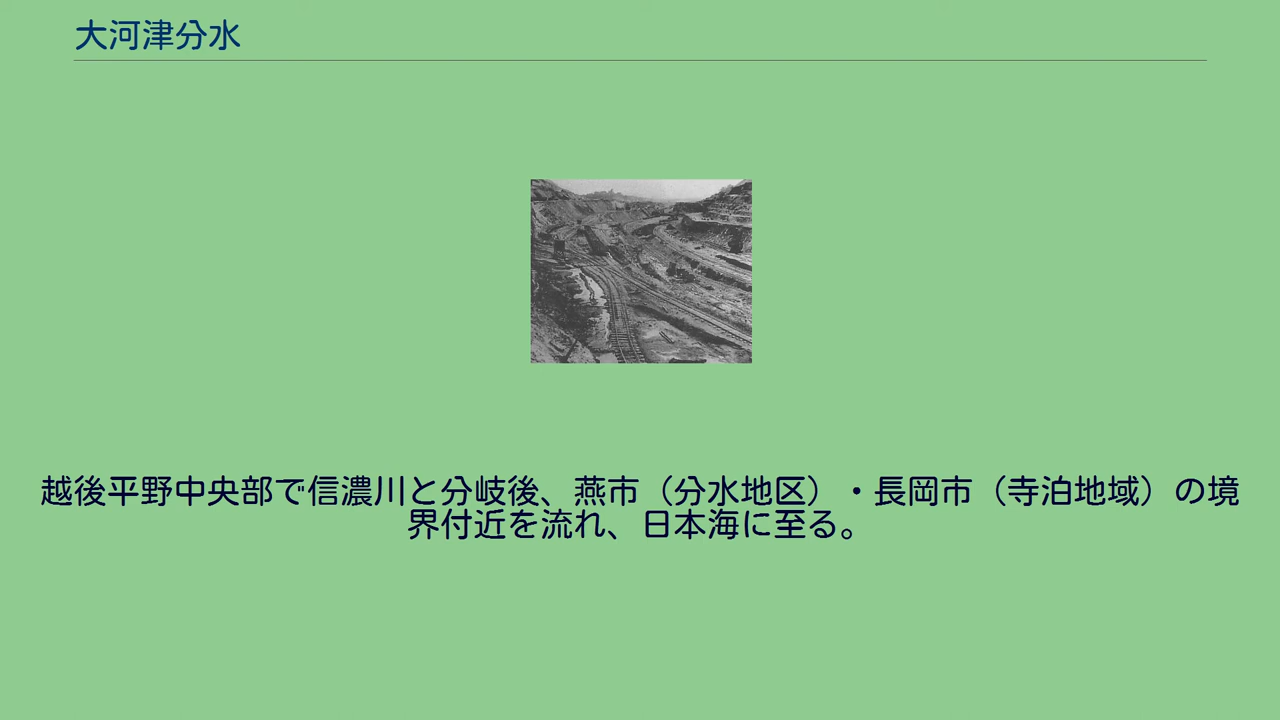 大河津分水
越後平野中央部で信濃川と分岐後、燕市（分水地区）・長岡市（寺泊地域）の境
界付近を流れ、日本海に至る。